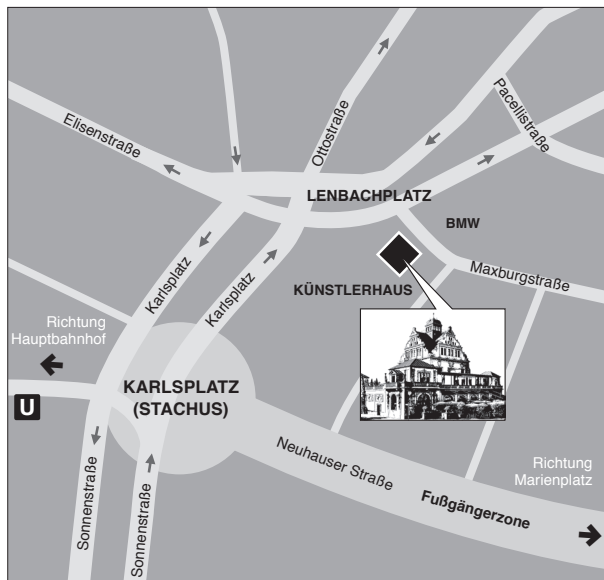 Elisenstraße
Ottostraße
Pacellistraße
LENBACHPLATZ
BMW
Maxburgstraße
Karlsplatz
Karlsplatz
KÜNSTLERHAUS
Richtung
Hauptbahnhof
U
KARLSPLATZ
(STACHUS)
Neuhauser Straße
Fußgängerzone
Richtung
Marienplatz
Sonnenstraße
Sonnenstraße